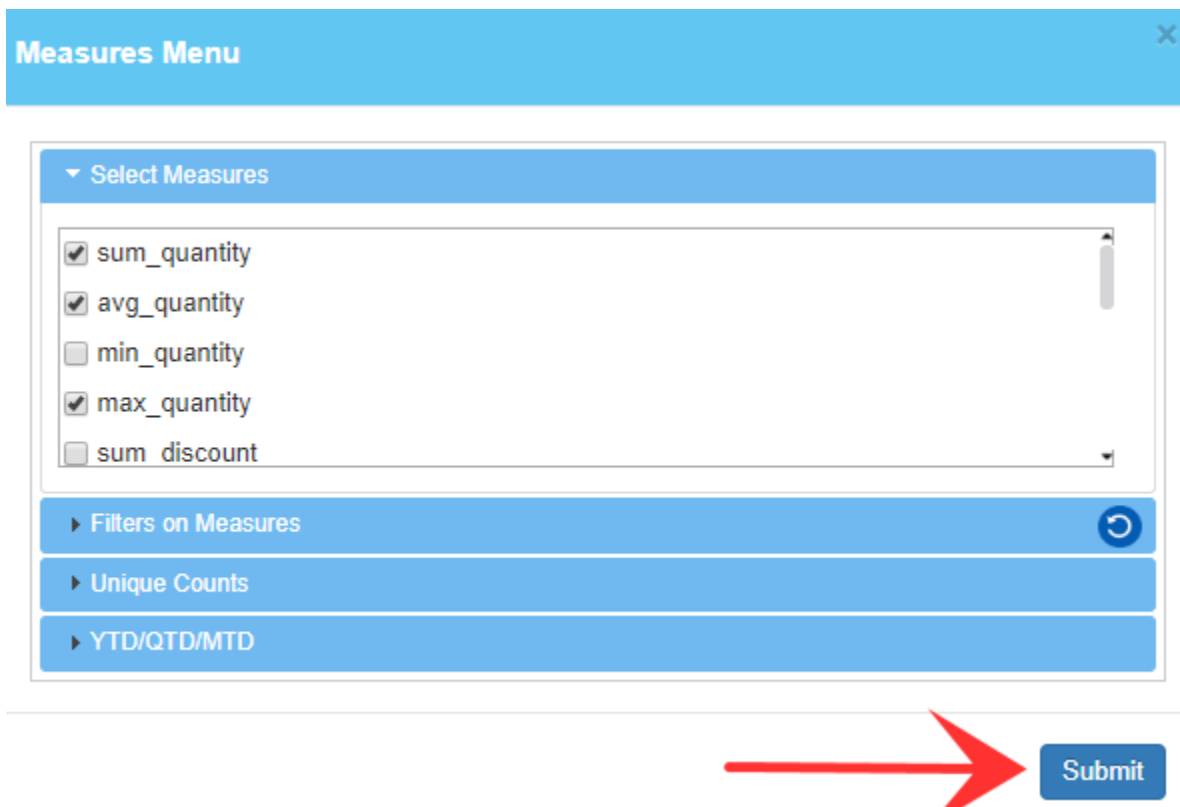 Measures Menu
Select Measures
sum_quantity
avg_quantity
min_quantity
max_quantity
sum_discount
Filters on Measures
Unique Counts
YTD/QTD/MTD
Submit